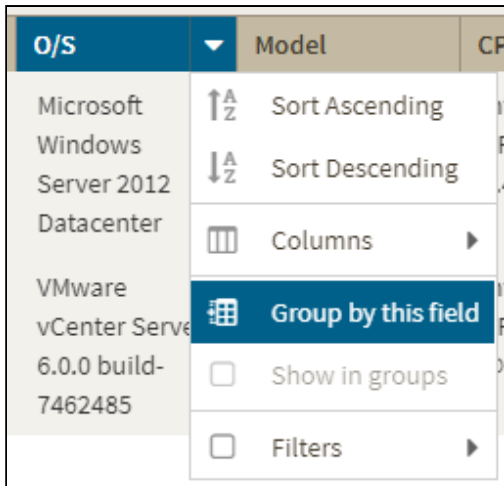 O/S
Model
CP
Microsoft
Windows
Server 2012
Datacenter
VMware
vCenter Serve
6.0.0 build-
7462485
Sort Ascending
Sort Descending
Columns
Group by this field
Show in groups
Filters